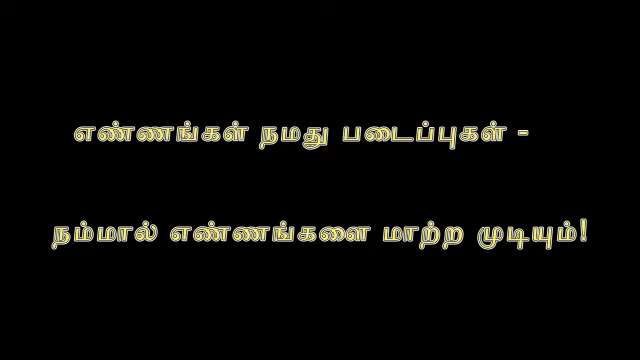 எண்ணங்கள் நமது படைப்புகள் -
நம்மால் எண்ணங்களை மாற்ற முடியும்!